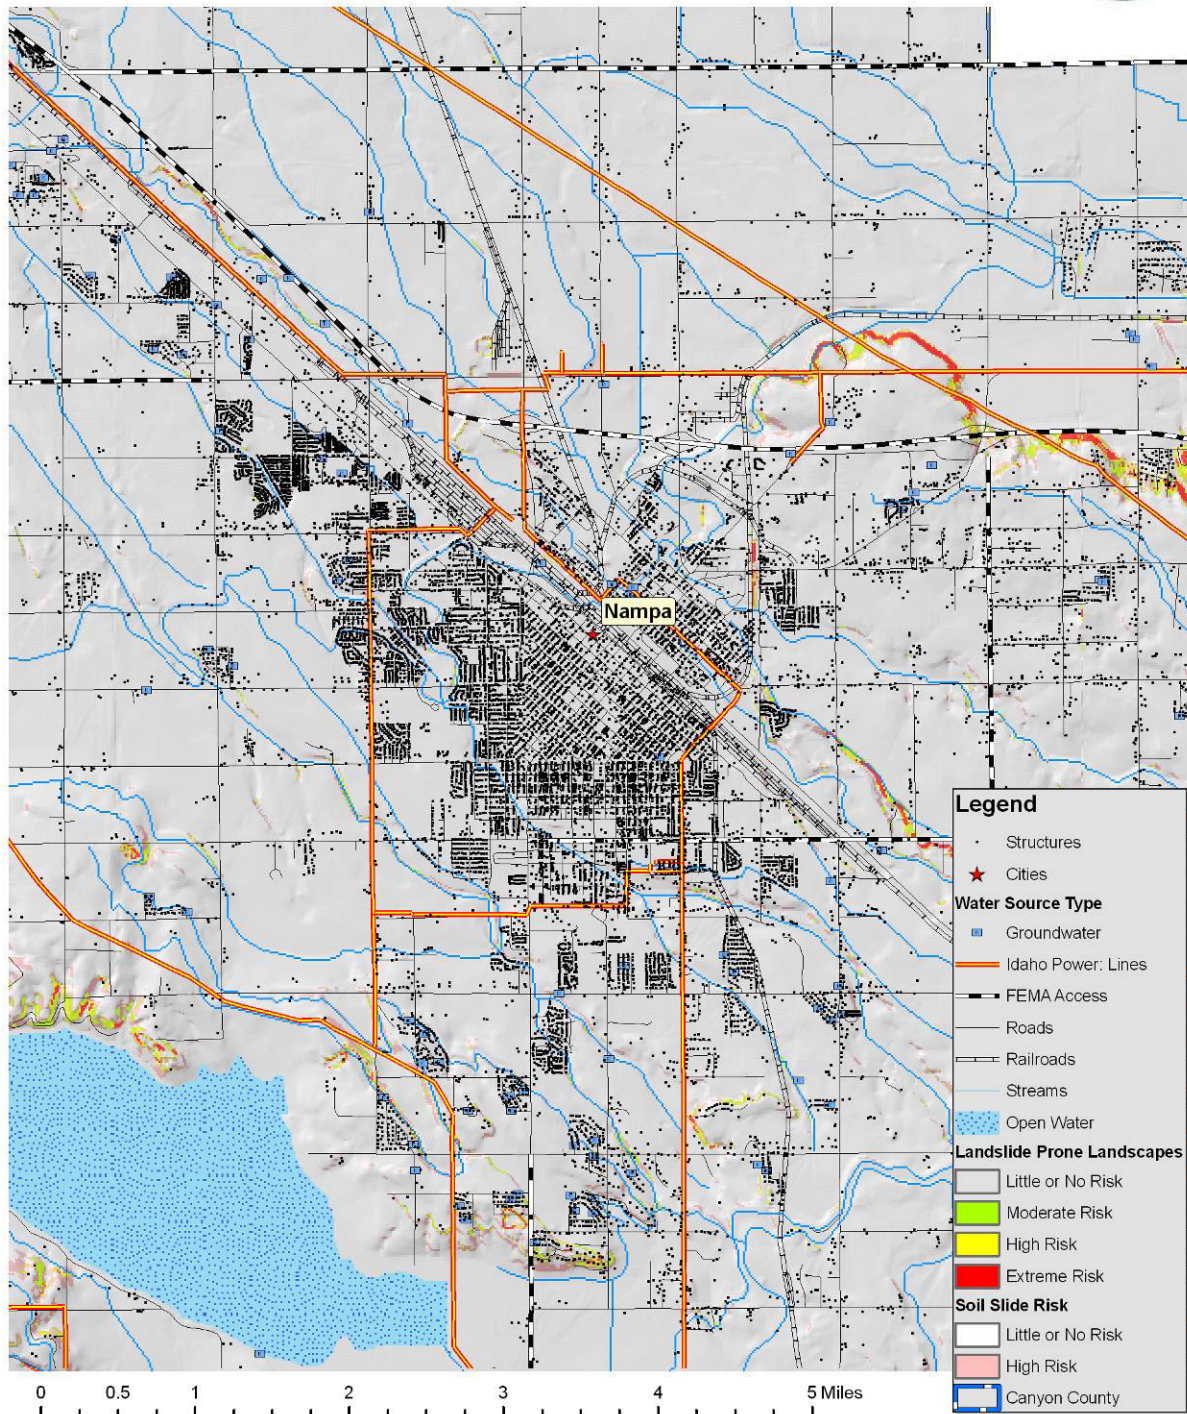 Nampa
Legend
Structures
Cities
Water Source Type
Groundwater
Idaho Power: Lines
FEMA Access
Roads
Railroads
Streams
Open Water
Landslide Prone Landscapes
Little or No Risk
Moderate Risk
High Risk
Extreme Risk
Soil Slide Risk
Little or No Risk
High Risk
Canyon County
0 0.5 1 2 3 4 5 Miles